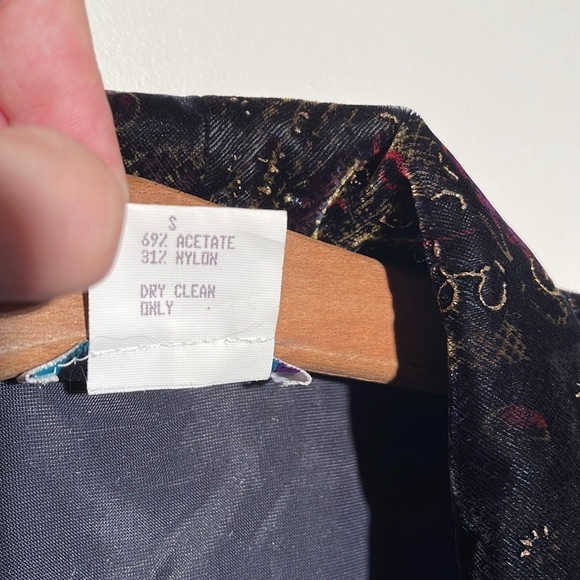 S
69% ACETATE
31% NYLON
DRY CLEAN
ONLY